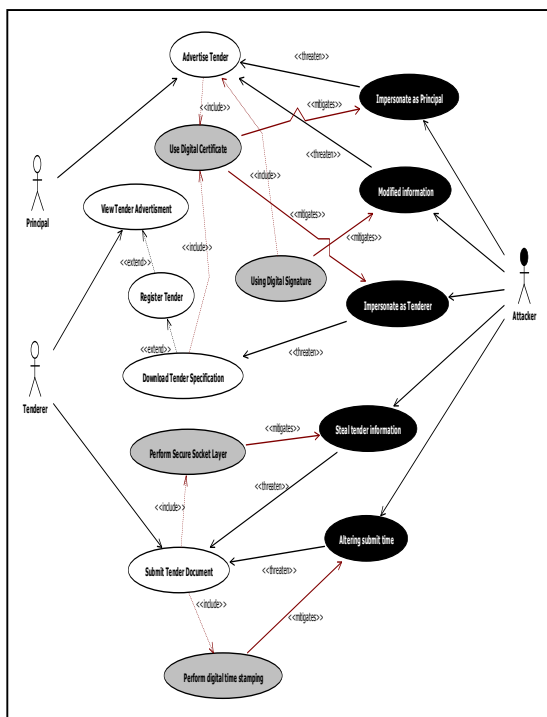 Advertise Tender
<<threaten>>
Impersonate as Principal
<<include>>
<<mitigates>>
Use Digital Certificate
<<threaten>>
Principal
View Tender Advertisment
<<include>>
Modified information
<<mitigates>>
<<mitigates>>
<<include>>
<<extend>>
Using Digital Signature
Register Tender
Impersonate as Tenderer
Attacker
<<extend>>
<<threaten>>
Download Tender Specification
Tenderer
<<mitigates>>
Steal tender information
Perform Secure Socket Layer
<<threaten>>
<<include>>
Altering submit time
Submit Tender Document
<<threaten>>
<<include>>
<<mitigates>>
Perform digital time stamping